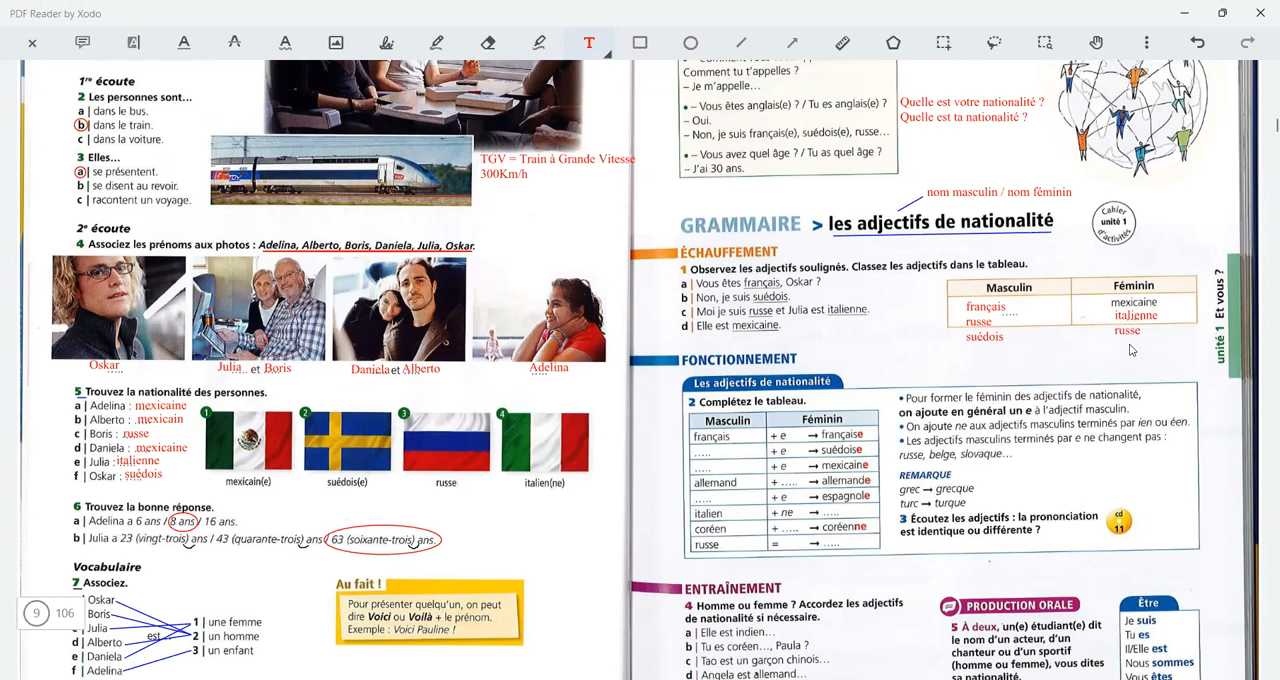 PDF Reader by Xodo
T
1re écoute
2 Les personnes sont...
a | dans le bus.
b | dans le train.
c | dans la voiture.
3 Elles...
a | se présentent.
b | se disent au revoir.
c | racontent un voyage.
TGV = Train à Grande Vitesse
300Km/h
2e écoute
4 Associez les prénoms aux photos : Adelina, Alberto, Boris, Daniela, Julia, Oskar.
Oskar
Julia et Boris
Daniela et Alberto
Adelina
5 Trouvez la nationalité des personnes.
a | Adelina : mexicaine
b | Alberto : mexicain
c | Boris : russe
d | Daniela : mexicaine
e | Julia : italienne
f | Oskar : suédois
1 2 3 4
mexicain(e) suédois(e) russe italien(ne)
6 Trouvez la bonne réponse.
a | Adelina a 6 ans / 8 ans / 16 ans.
b | Julia a 23 (vingt-trois) ans / 43 (quarante-trois) ans / 63 (soixante-trois) ans.
Vocabulaire
7 Associez.
Oskar
Boris
Julia
d | Alberto
e | Daniela
f | Adelina
est
1 | une femme
2 | un homme
3 | un enfant
9 106
Au fait !
Pour présenter quelqu'un, on peut
dire Voici ou Voilà + le prénom.
Exemple : Voici Pauline !
Comment tu t'appelles ?
– Je m'appelle...
• – Vous êtes anglais(e) ? / Tu es anglais(e) ?
– Oui.
– Non, je suis français(e), suédois(e), russe...
• – Vous avez quel âge ? / Tu as quel âge ?
– J'ai 30 ans.
Quelle est votre nationalité ?
Quelle est ta nationalité ?
nom masculin / nom féminin
GRAMMAIRE > les adjectifs de nationalité
Cahier
unité 1
d'activités
ÉCHAUFFEMENT
1 Observez les adjectifs soulignés. Classez les adjectifs dans le tableau.
a | Vous êtes français, Oskar ?
b | Non, je suis suédois.
c | Moi je suis russe et Julia est italienne.
d | Elle est mexicaine.
Masculin Féminin
français mexicaine
russe ..... italienne
suédois russe
unité 1 Et vous ?
FONCTIONNEMENT
Les adjectifs de nationalité
2 Complétez le tableau.
Masculin Féminin
français + e → française
..... + e → suédoise
..... + e → mexicaine
allemand + ..... → allemande
..... + e → espagnole
italien + ne → .....
coréen + ..... → coréenne
russe = → .....
• Pour former le féminin des adjectifs de nationalité,
on ajoute en général un e à l'adjectif masculin.
• On ajoute ne aux adjectifs masculins terminés par ien ou éen.
• Les adjectifs masculins terminés par e ne changent pas :
russe, belge, slovaque...
REMARQUE
grec → grecque
turc → turque
3 Écoutez les adjectifs : la prononciation
est identique ou différente ?
cd
11
ENTRAÎNEMENT
4 Homme ou femme ? Accordez les adjectifs
de nationalité si nécessaire.
a | Elle est indien...
b | Tu es coréen..., Paula ?
c | Tao est un garçon chinois...
d | Angela est allemand...
PRODUCTION ORALE
5 À deux, un(e) étudiant(e) dit
le nom d'un acteur, d'un
chanteur ou d'un sportif
(homme ou femme), vous dites
sa nationalité.
Être
Je suis
Tu es
Il/Elle est
Nous sommes
Vous êtes